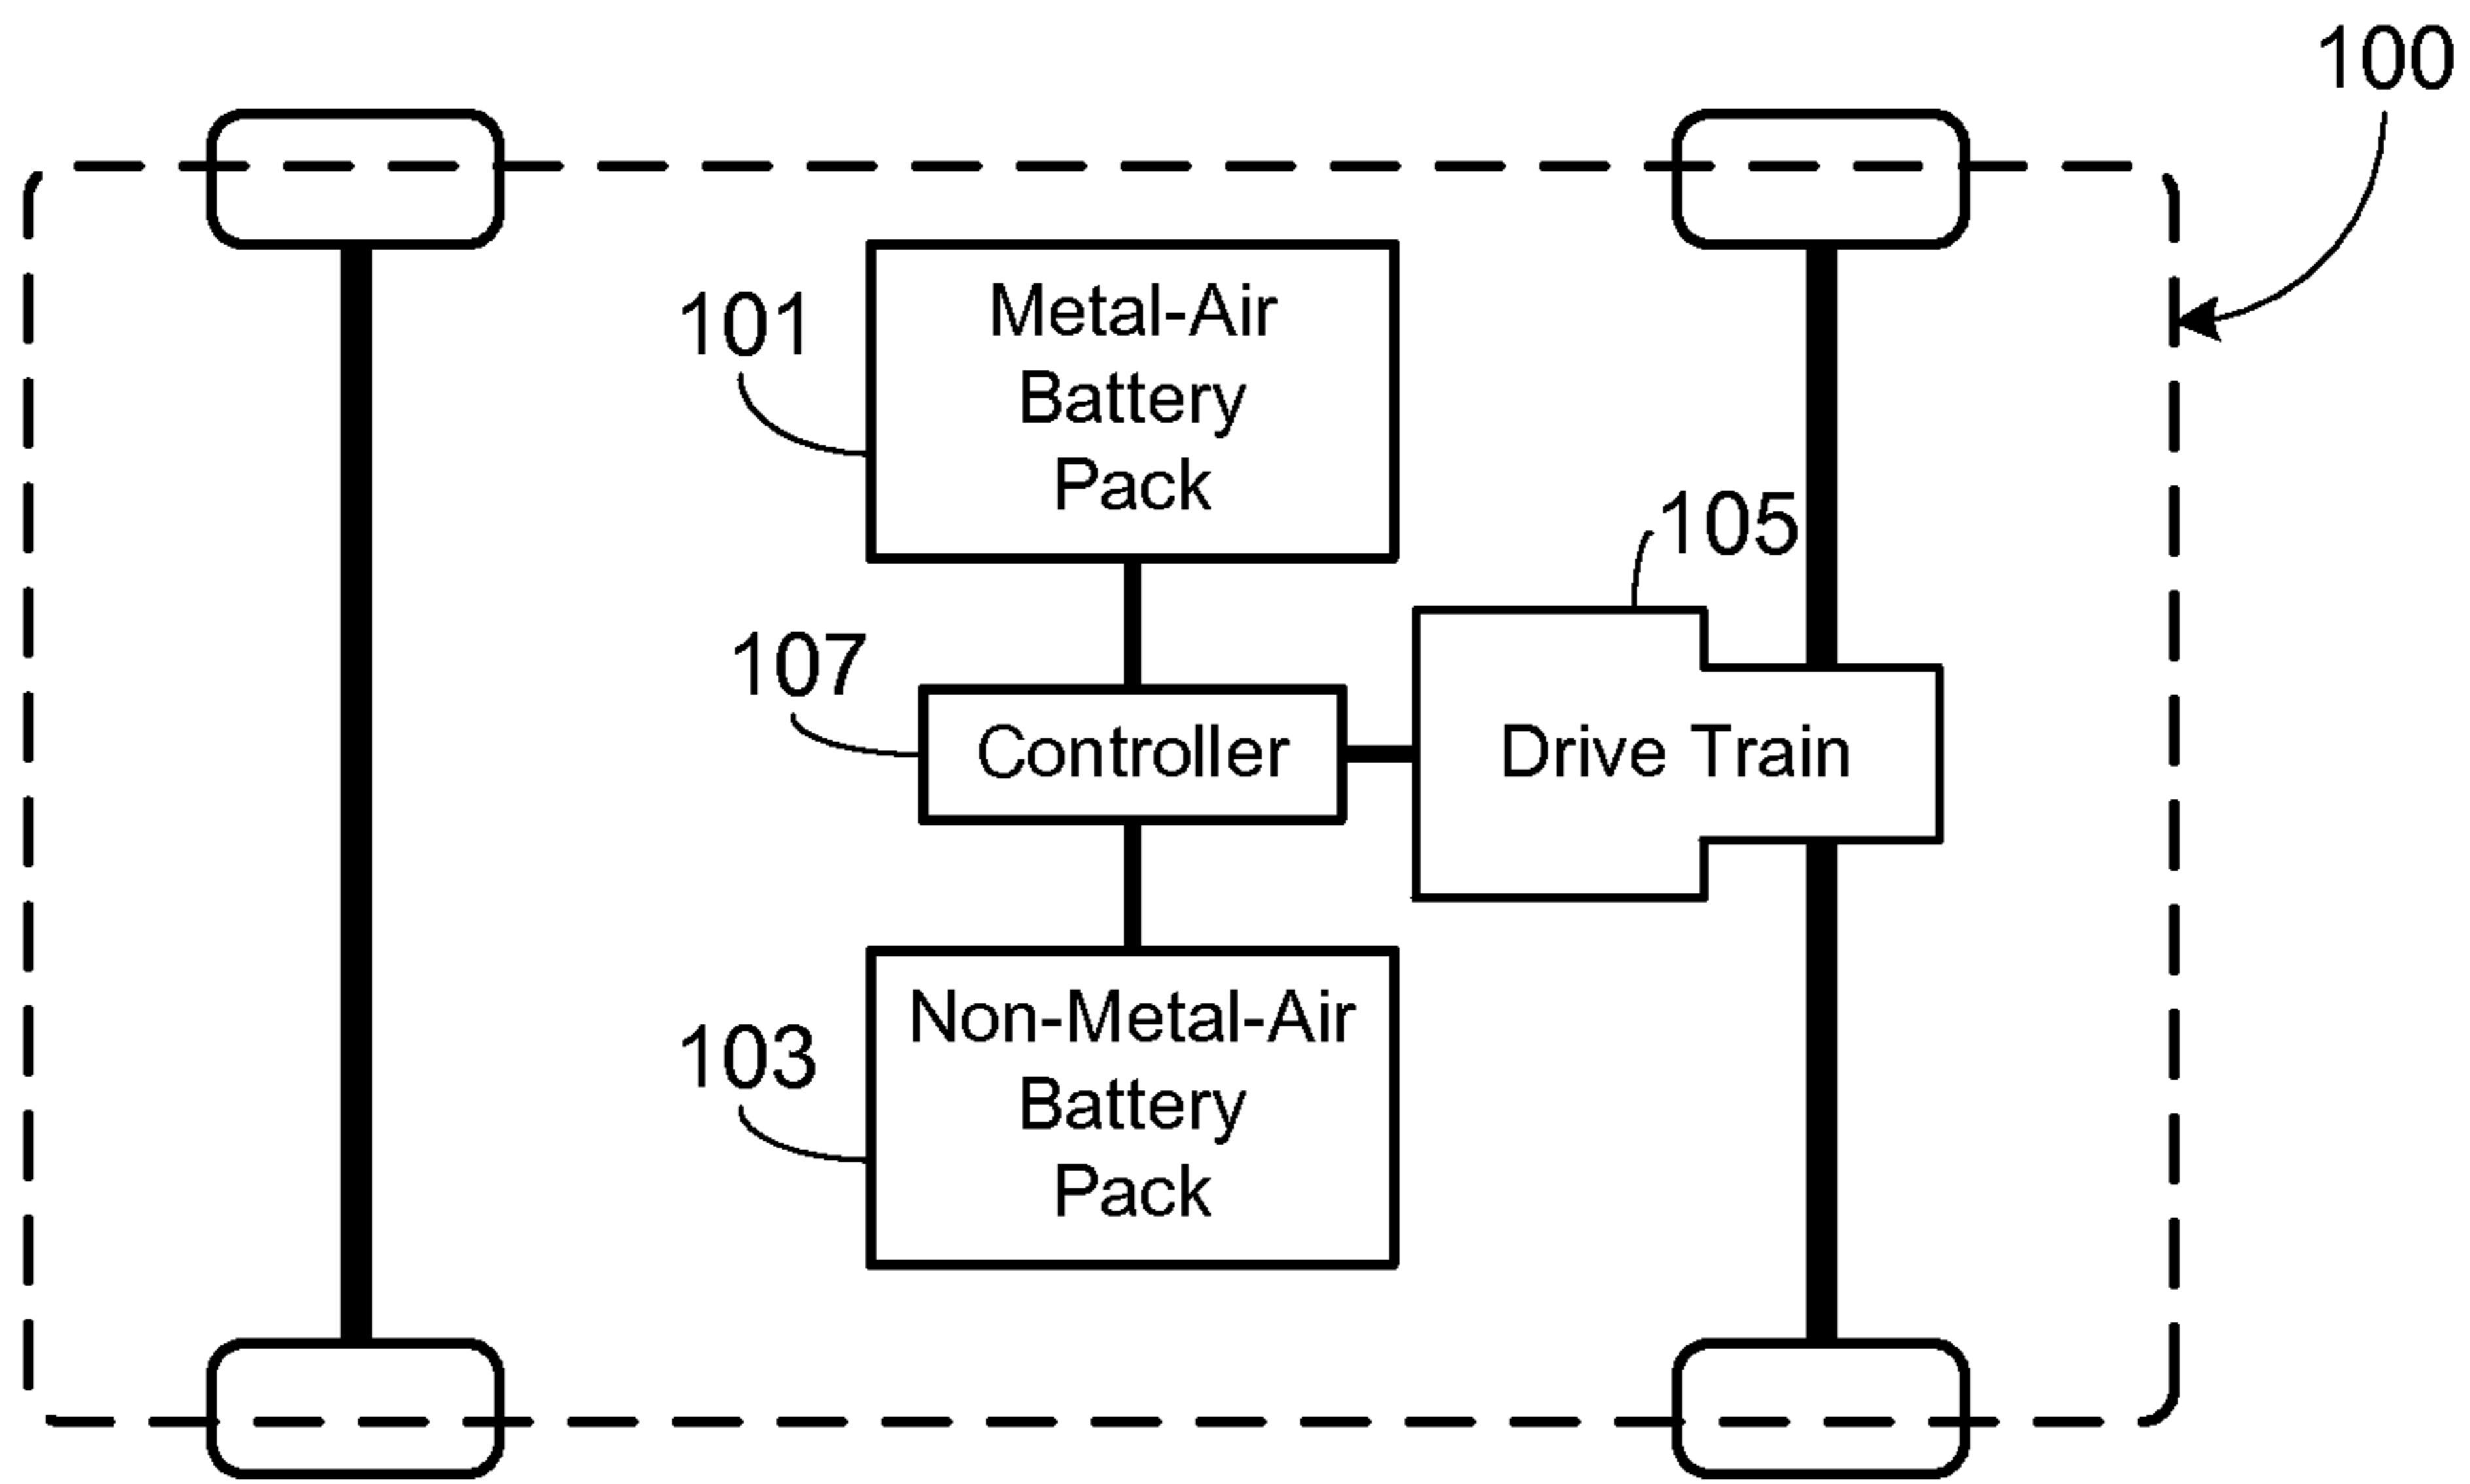 100
101
Metal-Air
Battery
Pack
105
107
Controller
Drive Train
103
Non-Metal-Air
Battery
Pack